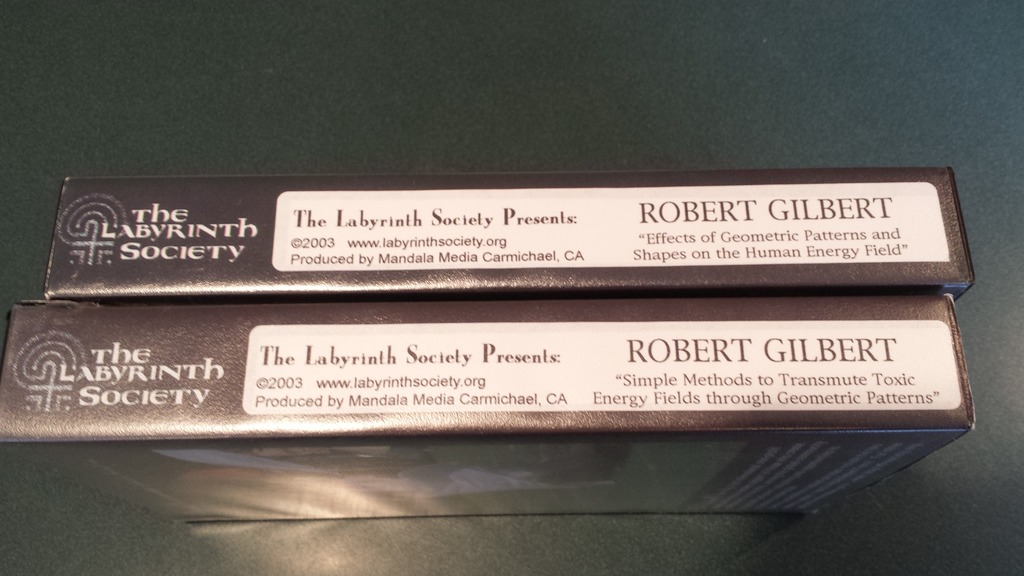 The
Labyrinth
Society
The Labyrinth Society Presents:
©2003 www.labyrinthsociety.org
Produced by Mandala Media Carmichael, CA
ROBERT GILBERT
“Effects of Geometric Patterns and
Shapes on the Human Energy Field”
The
Labyrinth
Society
The Labyrinth Society Presents:
©2003 www.labyrinthsociety.org
Produced by Mandala Media Carmichael, CA
ROBERT GILBERT
“Simple Methods to Transmute Toxic
Energy Fields through Geometric Patterns”